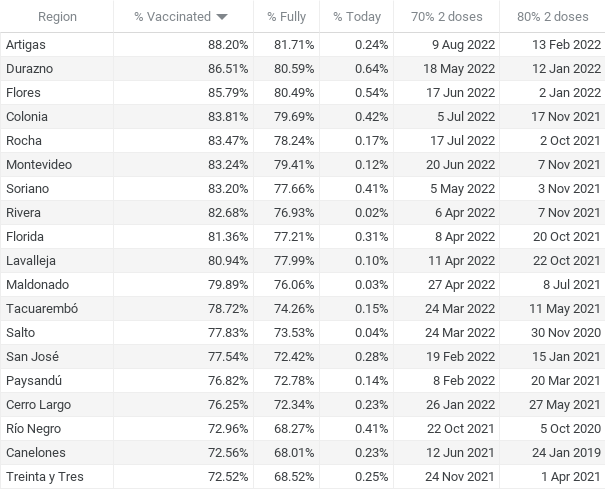 Region % Vaccinated % Fully % Today 70% 2 doses 80% 2 doses
Artigas 88.20% 81.71% 0.24% 9 Aug 2022 13 Feb 2022
Durazno 86.51% 80.59% 0.64% 18 May 2022 12 Jan 2022
Flores 85.79% 80.49% 0.54% 17 Jun 2022 2 Jan 2022
Colonia 83.81% 79.69% 0.42% 5 Jul 2022 17 Nov 2021
Rocha 83.47% 78.24% 0.17% 17 Jul 2022 2 Oct 2021
Montevideo 83.24% 79.41% 0.12% 20 Jun 2022 7 Nov 2021
Soriano 83.20% 77.66% 0.41% 5 May 2022 3 Nov 2021
Rivera 82.68% 76.93% 0.02% 6 Apr 2022 7 Nov 2021
Florida 81.36% 77.21% 0.31% 8 Apr 2022 20 Oct 2021
Lavalleja 80.94% 77.99% 0.10% 11 Apr 2022 22 Oct 2021
Maldonado 79.89% 76.06% 0.03% 27 Apr 2022 8 Jul 2021
Tacuarembó 78.72% 74.26% 0.15% 24 Mar 2022 11 May 2021
Salto 77.83% 73.53% 0.04% 24 Mar 2022 30 Nov 2020
San José 77.54% 72.42% 0.28% 19 Feb 2022 15 Jan 2021
Paysandú 76.82% 72.78% 0.14% 8 Feb 2022 20 Mar 2021
Cerro Largo 76.25% 72.34% 0.23% 26 Jan 2022 27 May 2021
Río Negro 72.96% 68.27% 0.41% 22 Oct 2021 5 Oct 2020
Canelones 72.56% 68.01% 0.23% 12 Jun 2021 24 Jan 2019
Treinta y Tres 72.52% 68.52% 0.25% 24 Nov 2021 1 Apr 2021